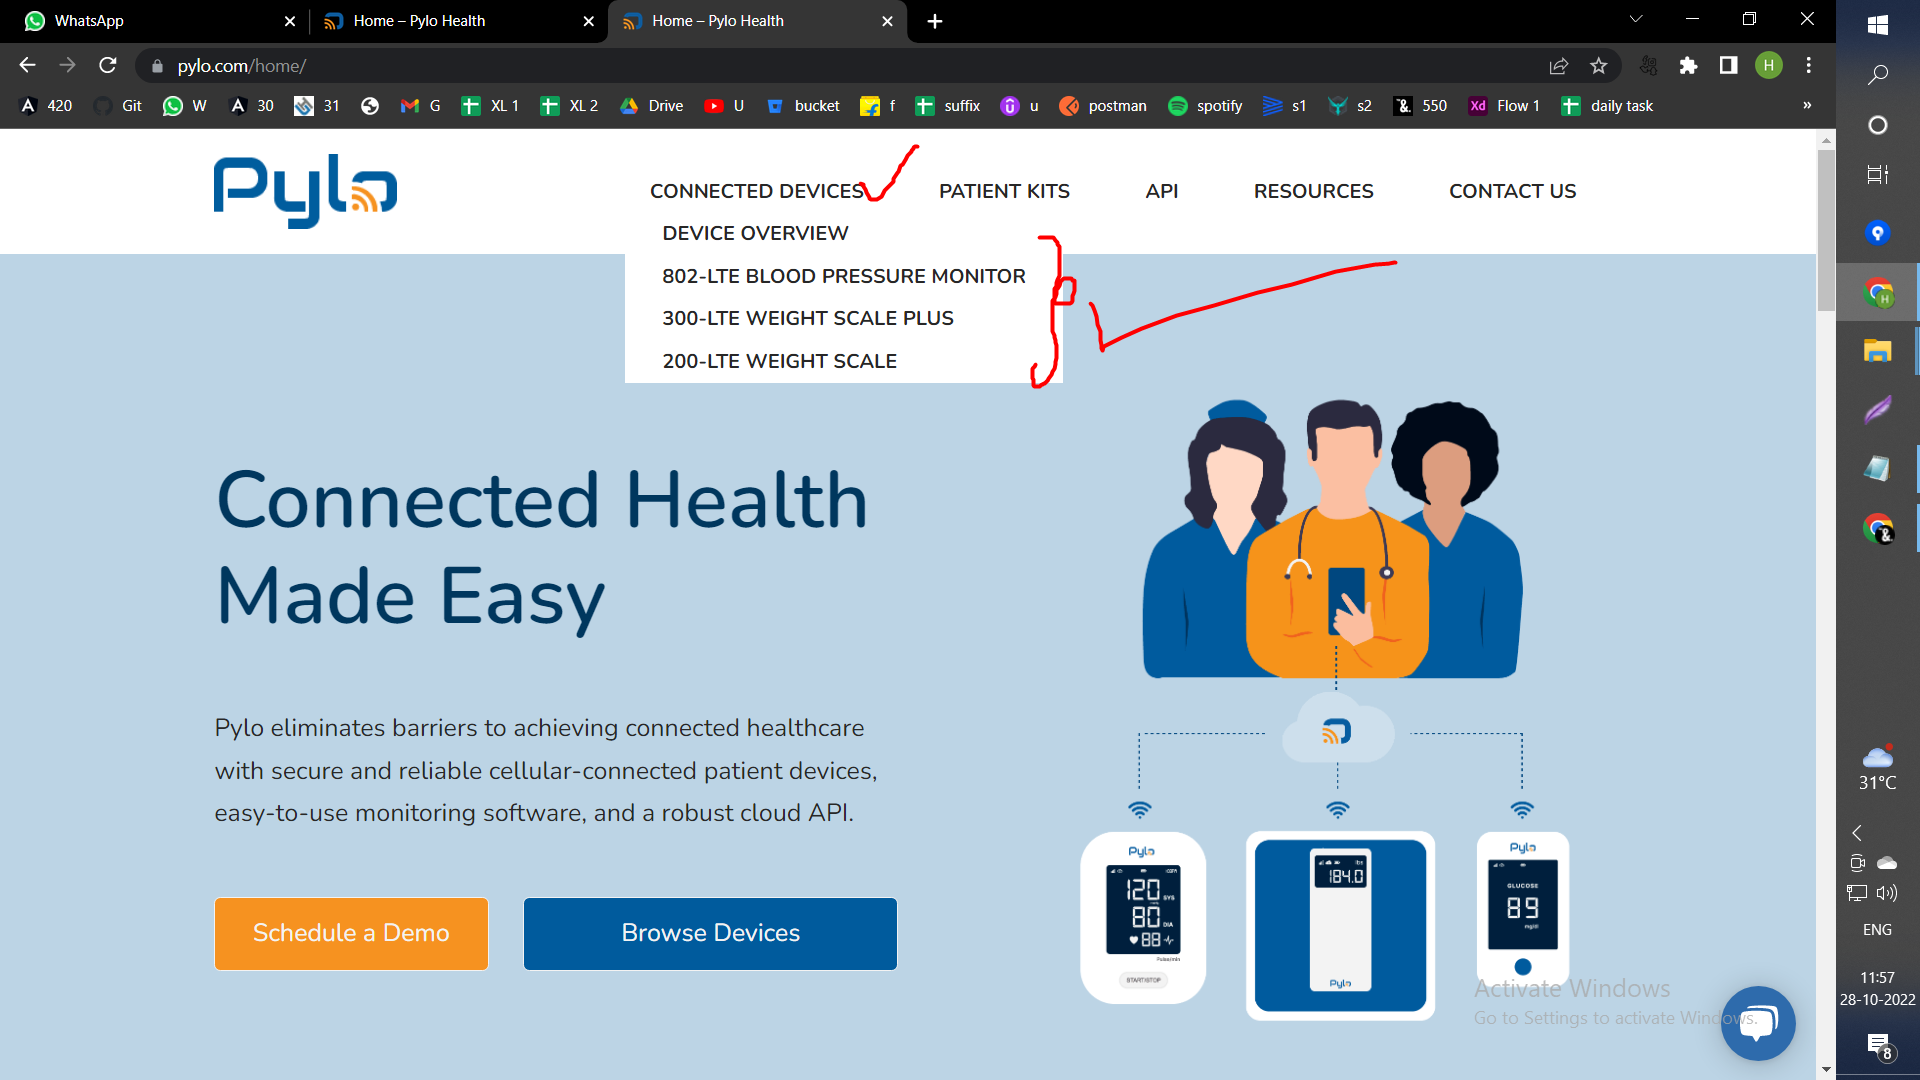 WhatsApp
Home – Pylo Health
Home – Pylo Health
pylo.com/home/
H
420 Git W 30 31 G XL 1 XL 2 Drive U bucket f suffix u postman spotify s1 s2 550 Flow 1 daily task »
Pylo
CONNECTED DEVICES PATIENT KITS API RESOURCES CONTACT US
DEVICE OVERVIEW
802-LTE BLOOD PRESSURE MONITOR
300-LTE WEIGHT SCALE PLUS
200-LTE WEIGHT SCALE
Connected Health
Made Easy
Pylo eliminates barriers to achieving connected healthcare
with secure and reliable cellular-connected patient devices,
easy-to-use monitoring software, and a robust cloud API.
Schedule a Demo
Browse Devices
Pylo
120 SYS
80 DIA
88
Pulse/min
START/STOP
lbs
184.0
Pylo
Pylo
GLUCOSE
89
mg/dl
Activate Windows
Go to Settings to activate Windows.
31°C
ENG
11:57
28-10-2022
8